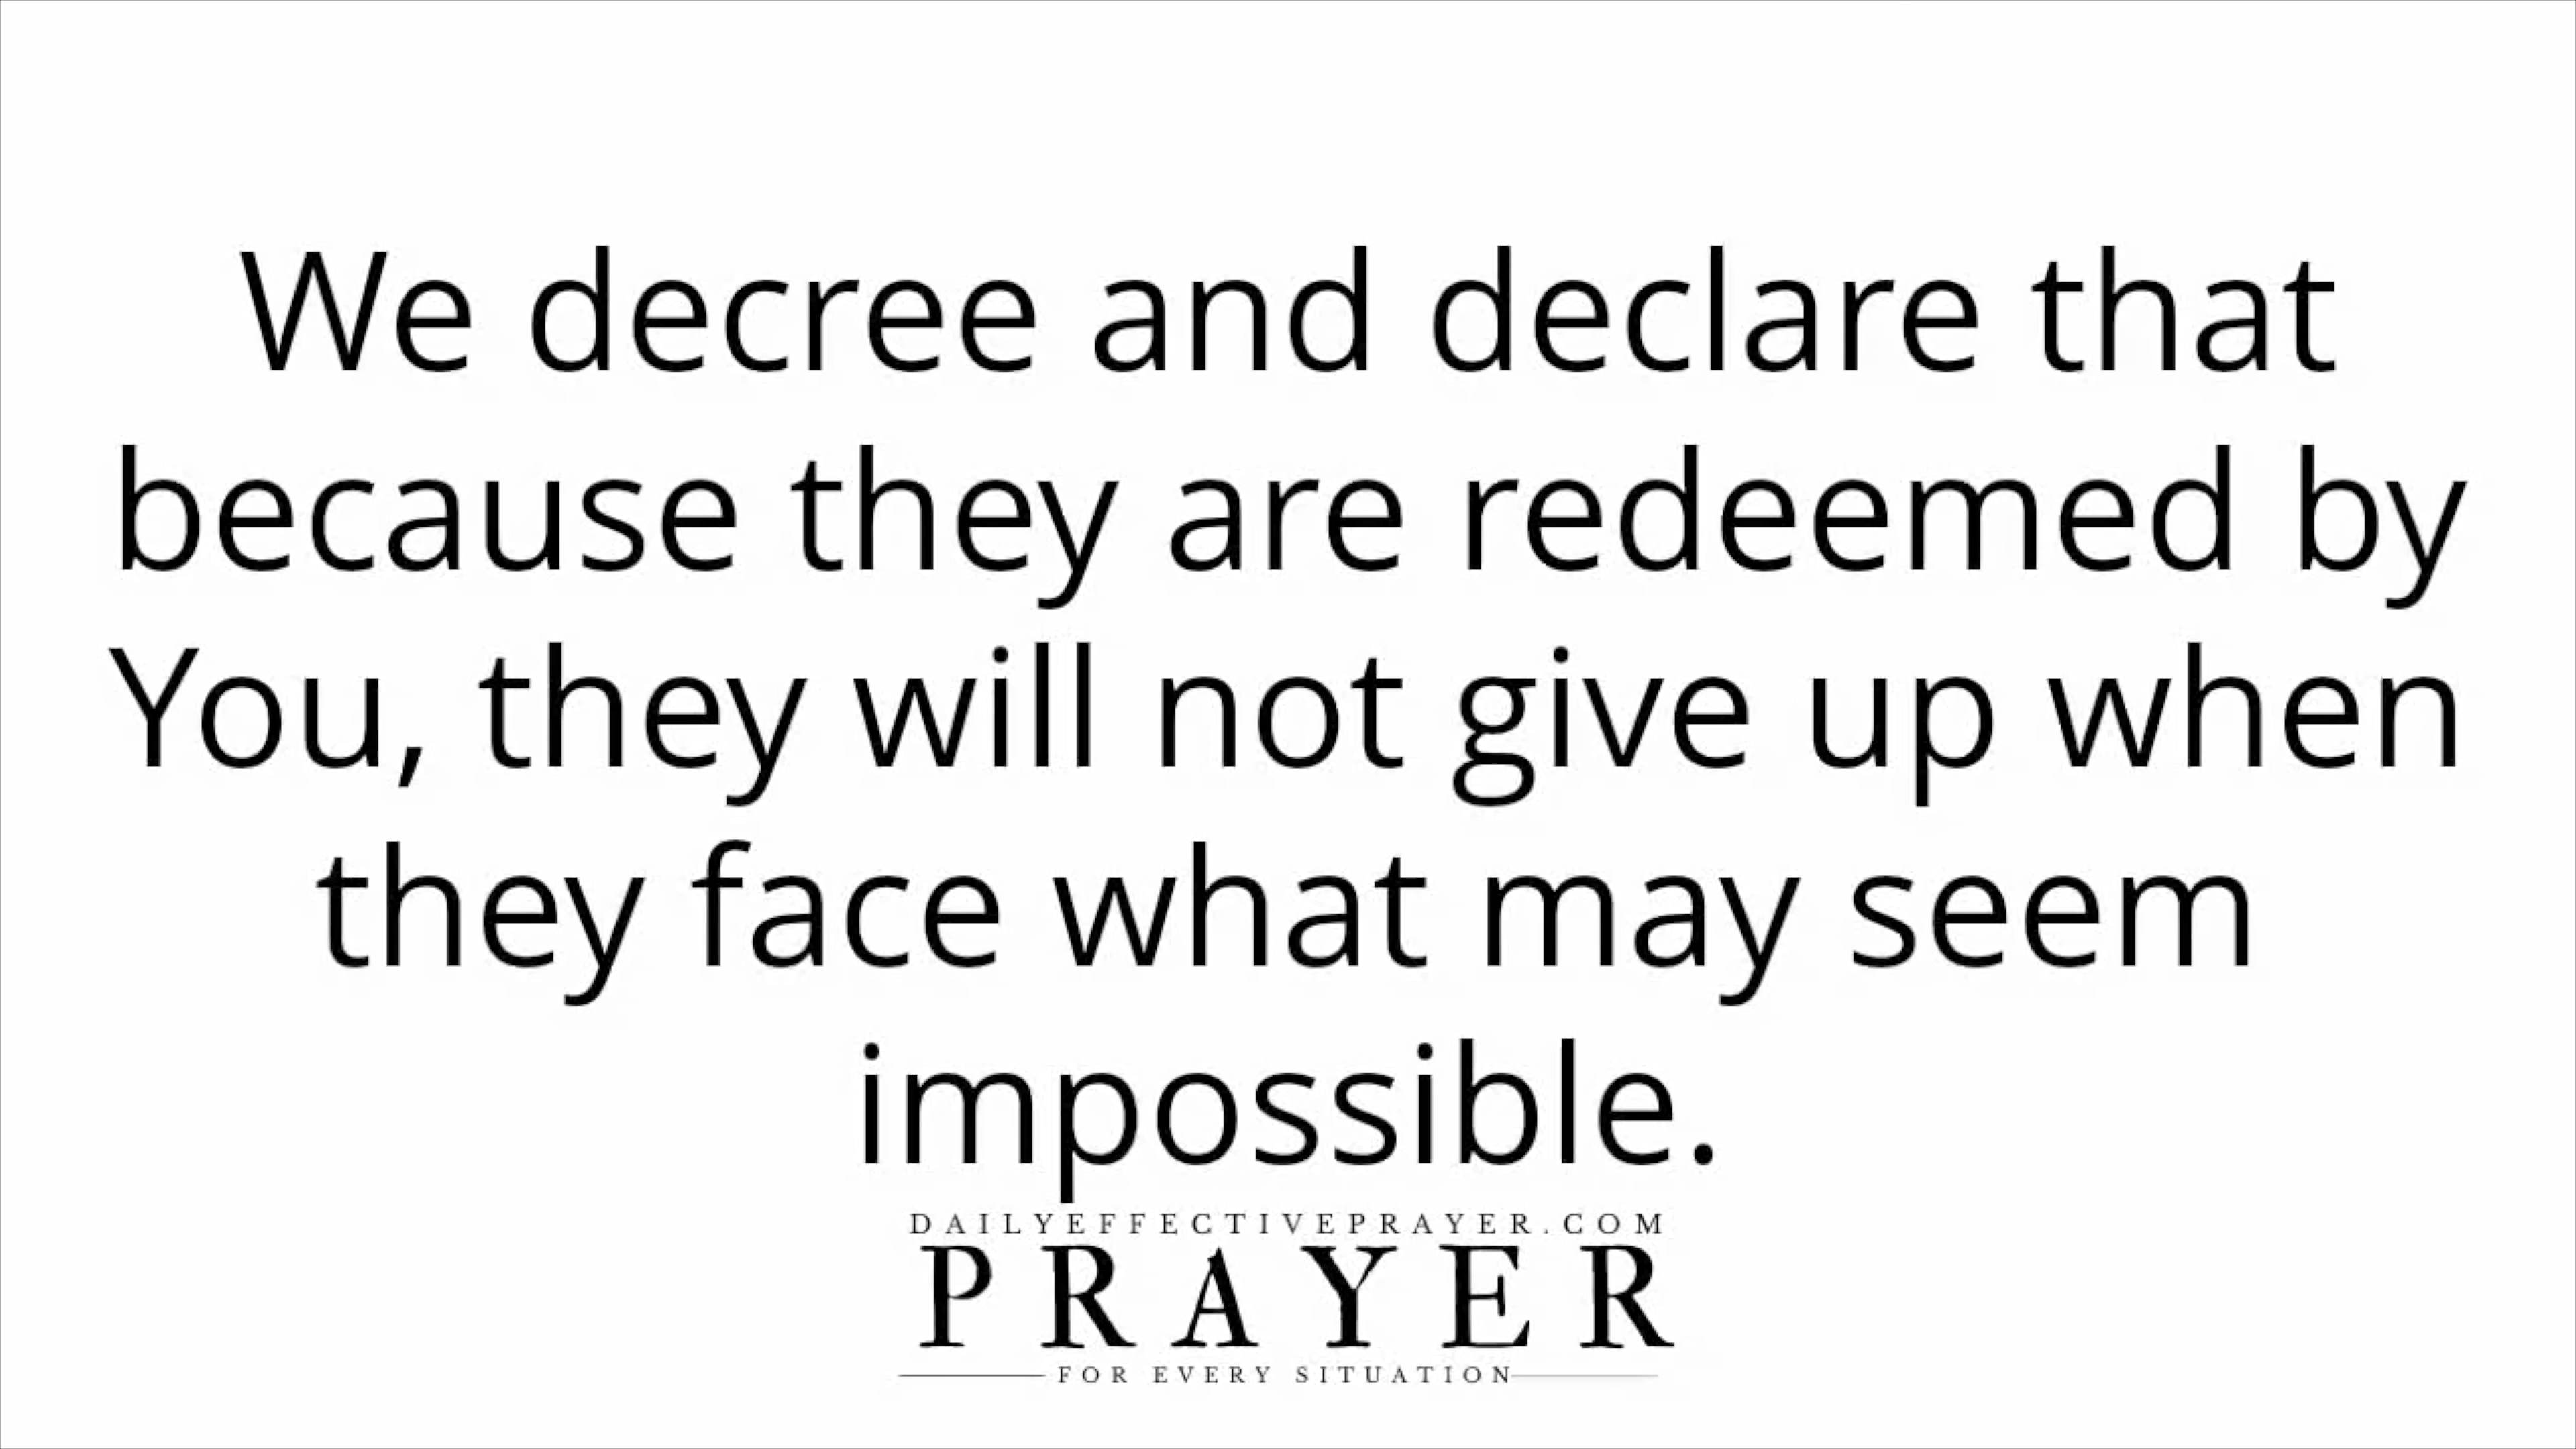 We decree and declare that
because they are redeemed by
You, they will not give up when
they face what may seem
impossible.
DAILYEFFECTIVEPRAYER.COM
PRAYER
FOR EVERY SITUATION